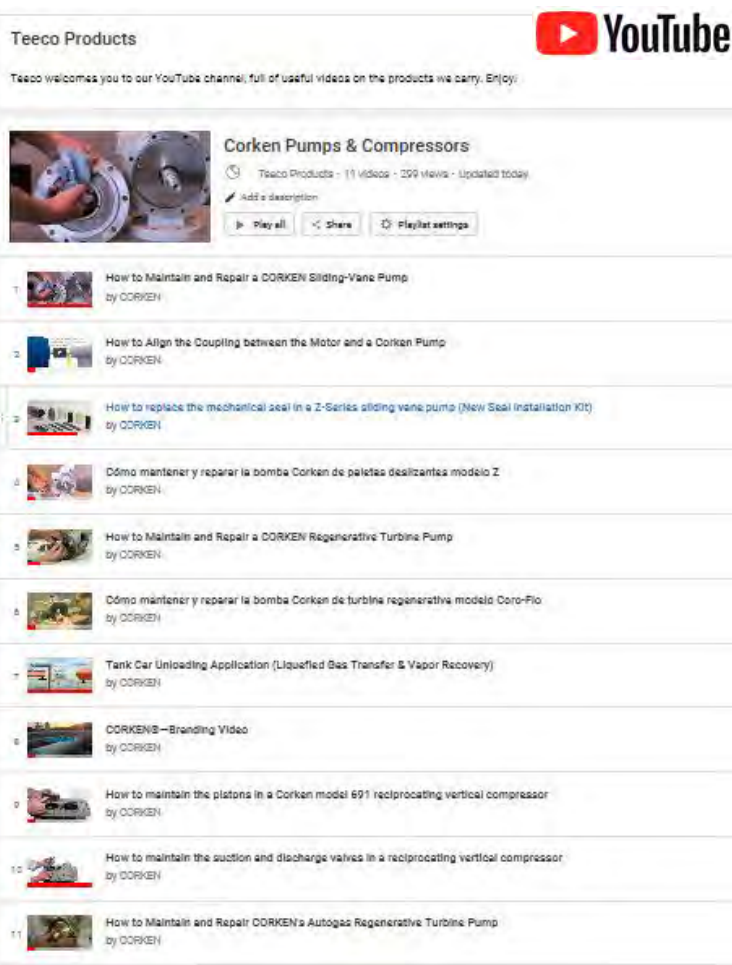 YouTube
Teeco Products
Teeco welcomes you to our YouTube channel, full of useful videos on the products we carry. Enjoy.
Corken Pumps & Compressors
Teeco Products - 11 videos - 299 views - Updated today
Add a description
Play all
Share
Playlist settings
1
How to Maintain and Repair a CORKEN Sliding-Vane Pump
by CORKEN
2
How to Align the Coupling between the Motor and a Corken Pump
by CORKEN
3
How to replace the mechanical seal in a Z-Series sliding vane pump (New Seal Installation Kit)
by CORKEN
4
Cómo mantener y reparar la bomba Corken de paletas deslizantes modelo Z
by CORKEN
5
How to Maintain and Repair a CORKEN Regenerative Turbine Pump
by CORKEN
6
Cómo mantener y reparar la bomba Corken de turbina regenerativa modelo Coro-Flo
by CORKEN
7
Tank Car Unloading Application (Liquefied Gas Transfer & Vapor Recovery)
by CORKEN
8
CORKEN®—Branding Video
by CORKEN
9
How to maintain the pistons in a Corken model 691 reciprocating vertical compressor
by CORKEN
10
How to maintain the suction and discharge valves in a reciprocating vertical compressor
by CORKEN
11
How to Maintain and Repair CORKEN's Autogas Regenerative Turbine Pump
by CORKEN